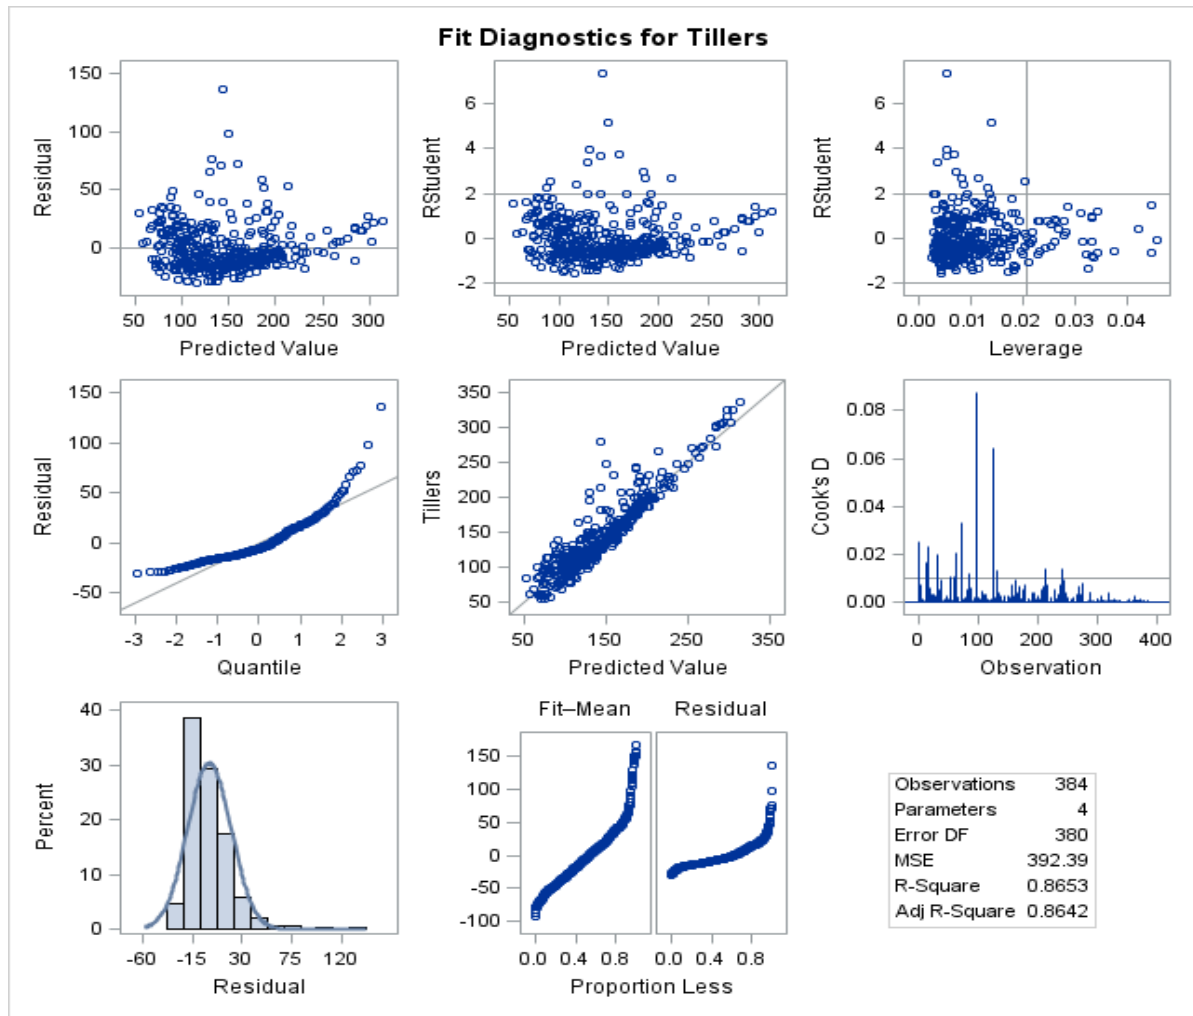 Fit Diagnostics for Tillers
150
100
50
0
Residual
50 100 150 200 250 300
Predicted Value
6
4
2
0
-2
RStudent
50 100 150 200 250 300
Predicted Value
6
4
2
0
-2
RStudent
0.00 0.01 0.02 0.03 0.04
Leverage
150
100
50
0
-50
Residual
-3 -2 -1 0 1 2 3
Quantile
350
300
250
200
150
100
50
Tillers
50 150 250 350
Predicted Value
0.08
0.06
0.04
0.02
0.00
Cook's D
0 100 200 300 400
Observation
40
30
20
10
0
Percent
-60 -15 30 75 120
Residual
Fit–Mean Residual
150
100
50
0
-50
-100
0.0 0.4 0.8 0.0 0.4 0.8
Proportion Less
Observations 384
Parameters 4
Error DF 380
MSE 392.39
R-Square 0.8653
Adj R-Square 0.8642